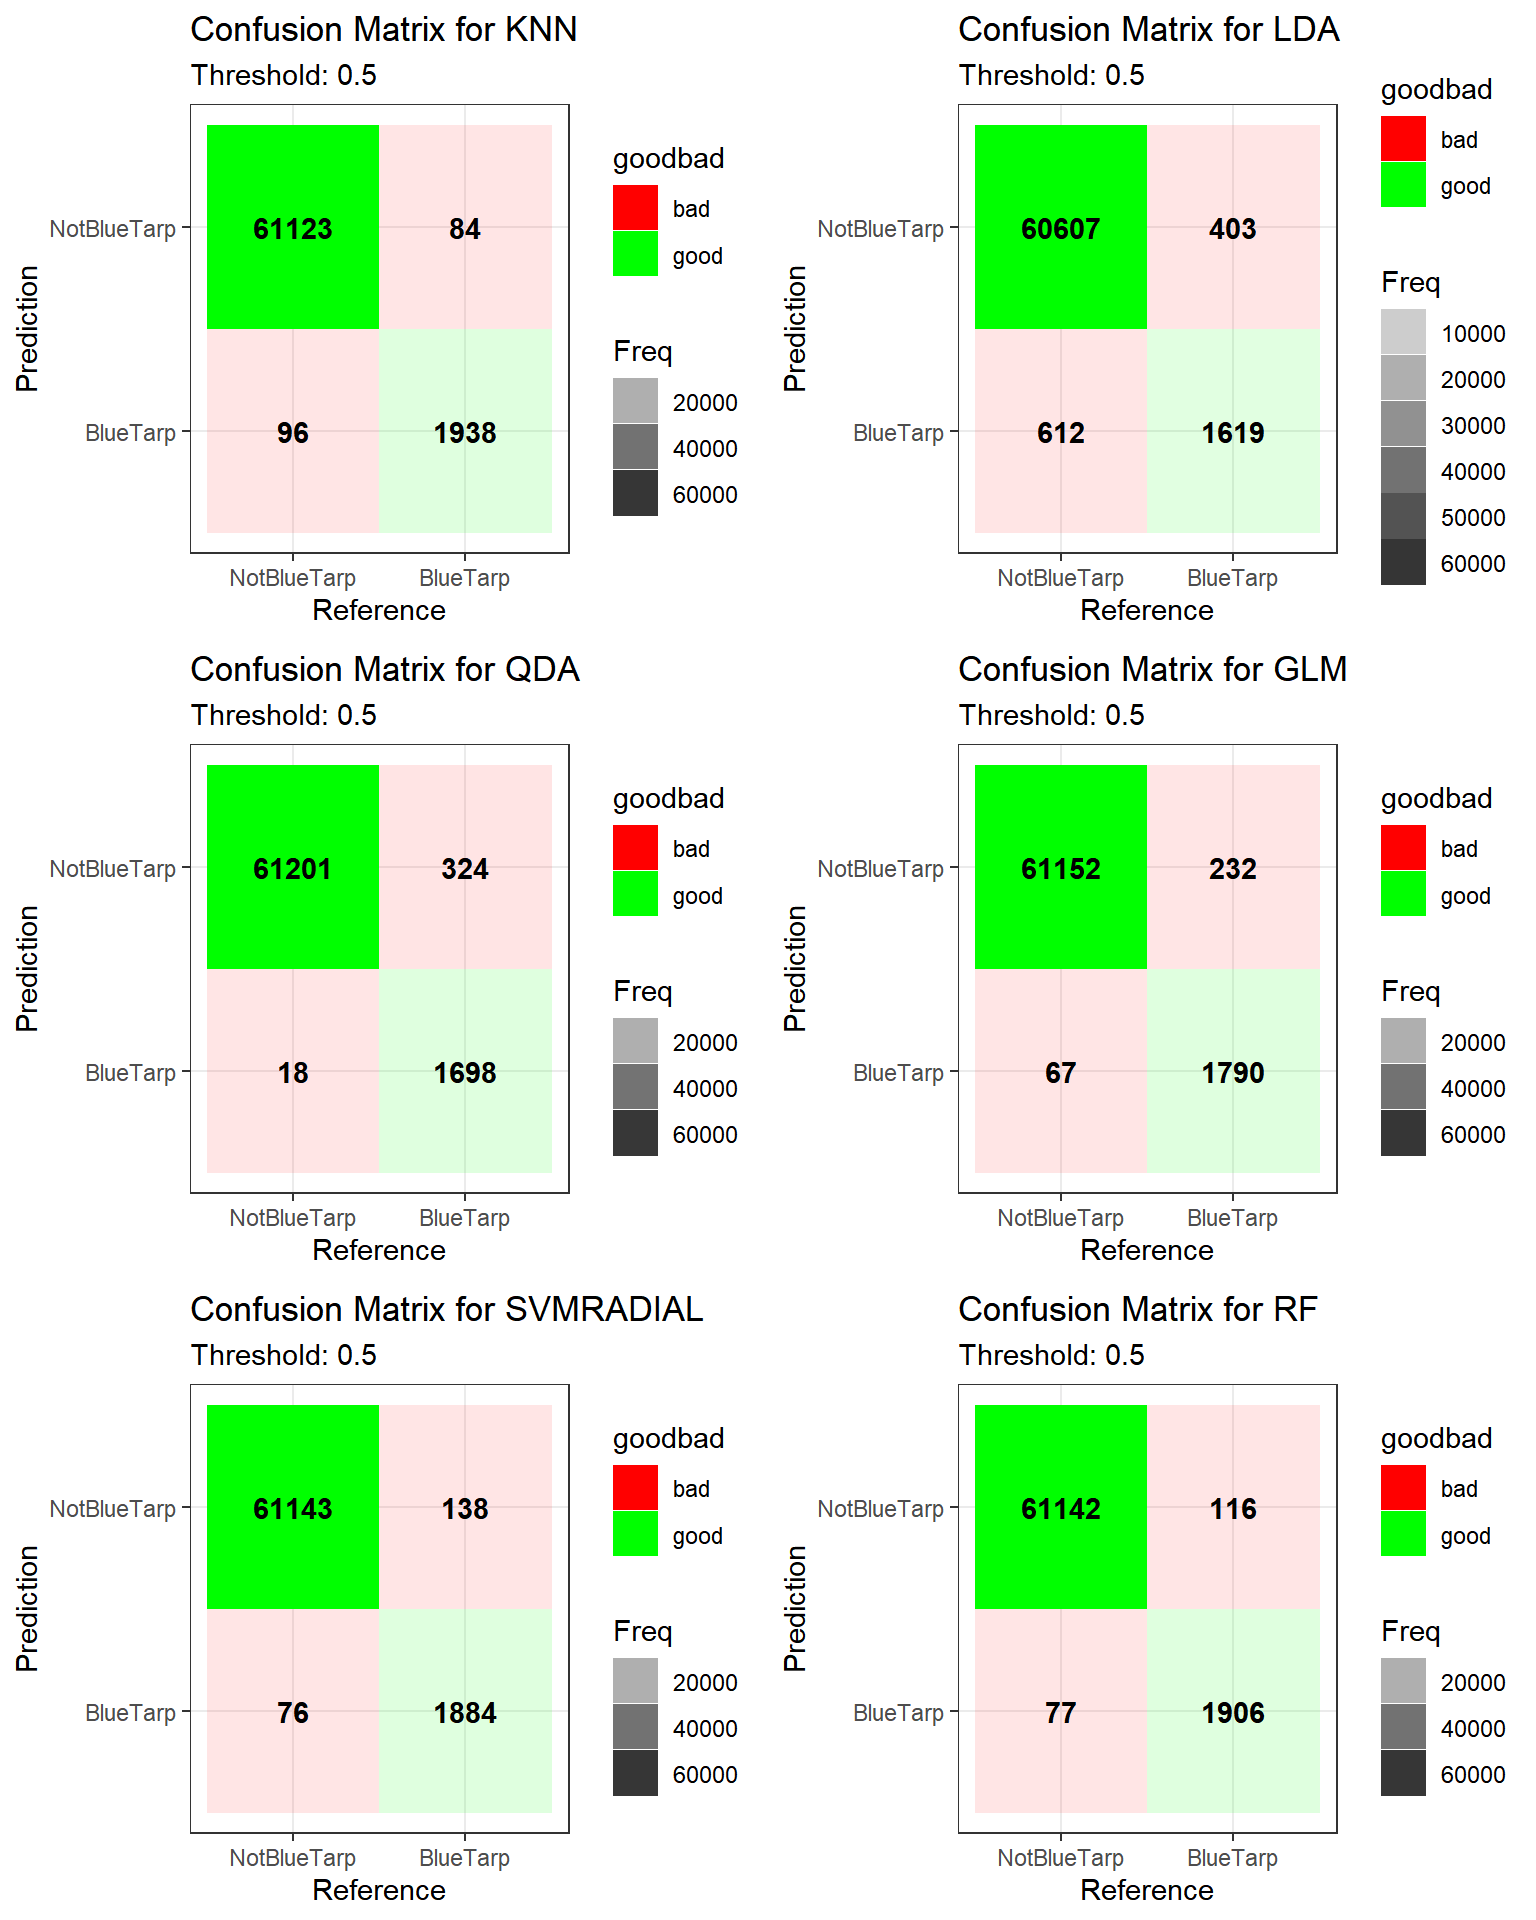 Confusion Matrix for KNN
Threshold: 0.5
NotBlueTarp
BlueTarp
Prediction
61123
84
96
1938
NotBlueTarp
BlueTarp
Reference
goodbad
bad
good
Freq
20000
40000
60000
Confusion Matrix for LDA
Threshold: 0.5
NotBlueTarp
BlueTarp
Prediction
60607
403
612
1619
NotBlueTarp
BlueTarp
Reference
goodbad
bad
good
Freq
10000
20000
30000
40000
50000
60000
Confusion Matrix for QDA
Threshold: 0.5
NotBlueTarp
BlueTarp
Prediction
61201
324
18
1698
NotBlueTarp
BlueTarp
Reference
goodbad
bad
good
Freq
20000
40000
60000
Confusion Matrix for GLM
Threshold: 0.5
NotBlueTarp
BlueTarp
Prediction
61152
232
67
1790
NotBlueTarp
BlueTarp
Reference
goodbad
bad
good
Freq
20000
40000
60000
Confusion Matrix for SVMRADIAL
Threshold: 0.5
NotBlueTarp
BlueTarp
Prediction
61143
138
76
1884
NotBlueTarp
BlueTarp
Reference
goodbad
bad
good
Freq
20000
40000
60000
Confusion Matrix for RF
Threshold: 0.5
NotBlueTarp
BlueTarp
Prediction
61142
116
77
1906
NotBlueTarp
BlueTarp
Reference
goodbad
bad
good
Freq
20000
40000
60000